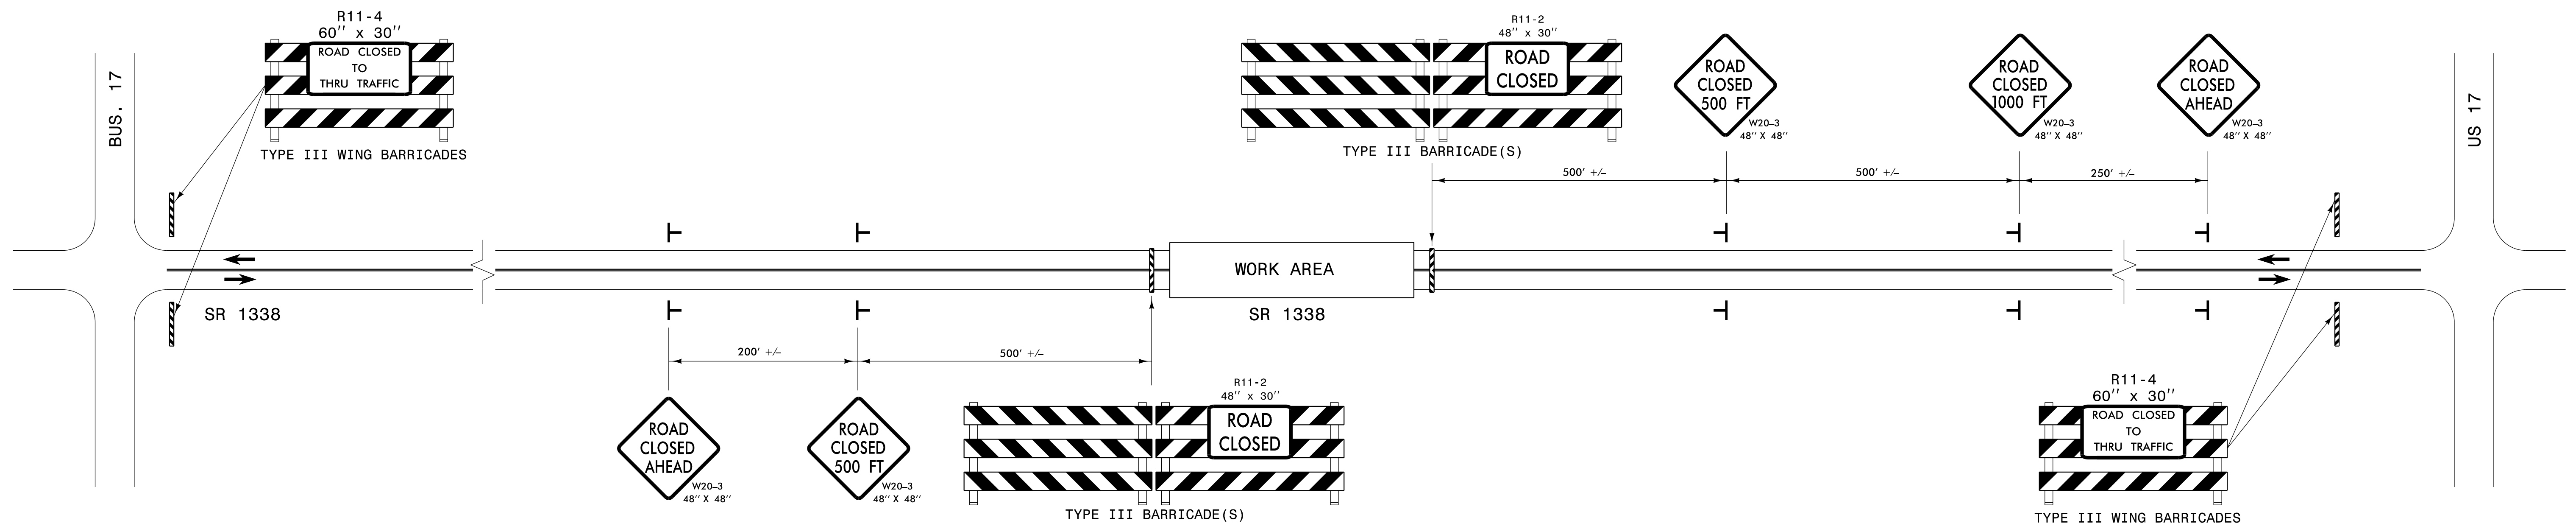 R11-4
60'' x 30''
ROAD CLOSED
TO
THRU TRAFFIC
TYPE III WING BARRICADES
BUS. 17
SR 1338
R11-2
48'' x 30''
ROAD
CLOSED
TYPE III BARRICADE(S)
ROAD
CLOSED
500 FT
W20-3
48'' X 48''
ROAD
CLOSED
1000 FT
W20-3
48'' X 48''
ROAD
CLOSED
AHEAD
W20-3
48'' X 48''
US 17
500' +/-
500' +/-
250' +/-
WORK AREA
SR 1338
200' +/-
500' +/-
ROAD
CLOSED
AHEAD
W20-3
48'' X 48''
ROAD
CLOSED
500 FT
W20-3
48'' X 48''
R11-2
48'' x 30''
ROAD
CLOSED
TYPE III BARRICADE(S)
R11-4
60'' x 30''
ROAD CLOSED
TO
THRU TRAFFIC
TYPE III WING BARRICADES